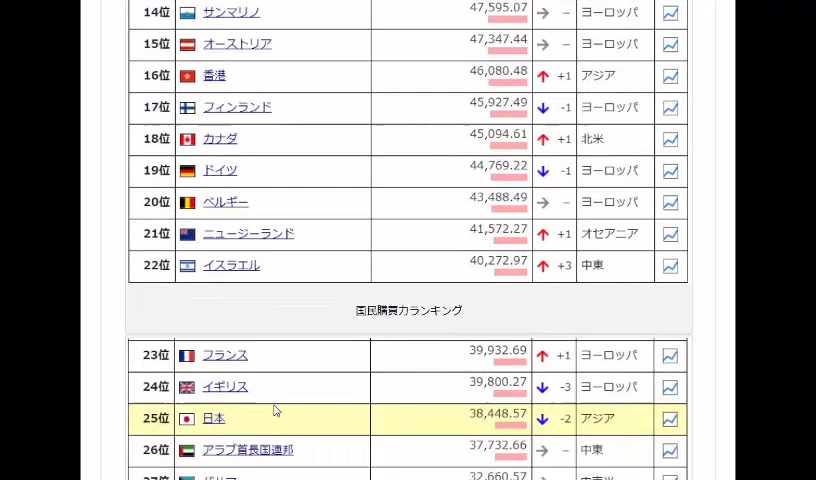 14位 サンマリノ 47,595.07 － ヨーロッパ
15位 オーストリア 47,347.44 － ヨーロッパ
16位 香港 46,080.48 +1 アジア
17位 フィンランド 45,927.49 -1 ヨーロッパ
18位 カナダ 45,094.61 +1 北米
19位 ドイツ 44,769.22 -1 ヨーロッパ
20位 ベルギー 43,488.49 － ヨーロッパ
21位 ニュージーランド 41,572.27 +1 オセアニア
22位 イスラエル 40,272.97 +3 中東
国民購買力ランキング
23位 フランス 39,932.69 +1 ヨーロッパ
24位 イギリス 39,800.27 -3 ヨーロッパ
25位 日本 38,448.57 -2 アジア
26位 アラブ首長国連邦 37,732.66 － 中東
32,660.57